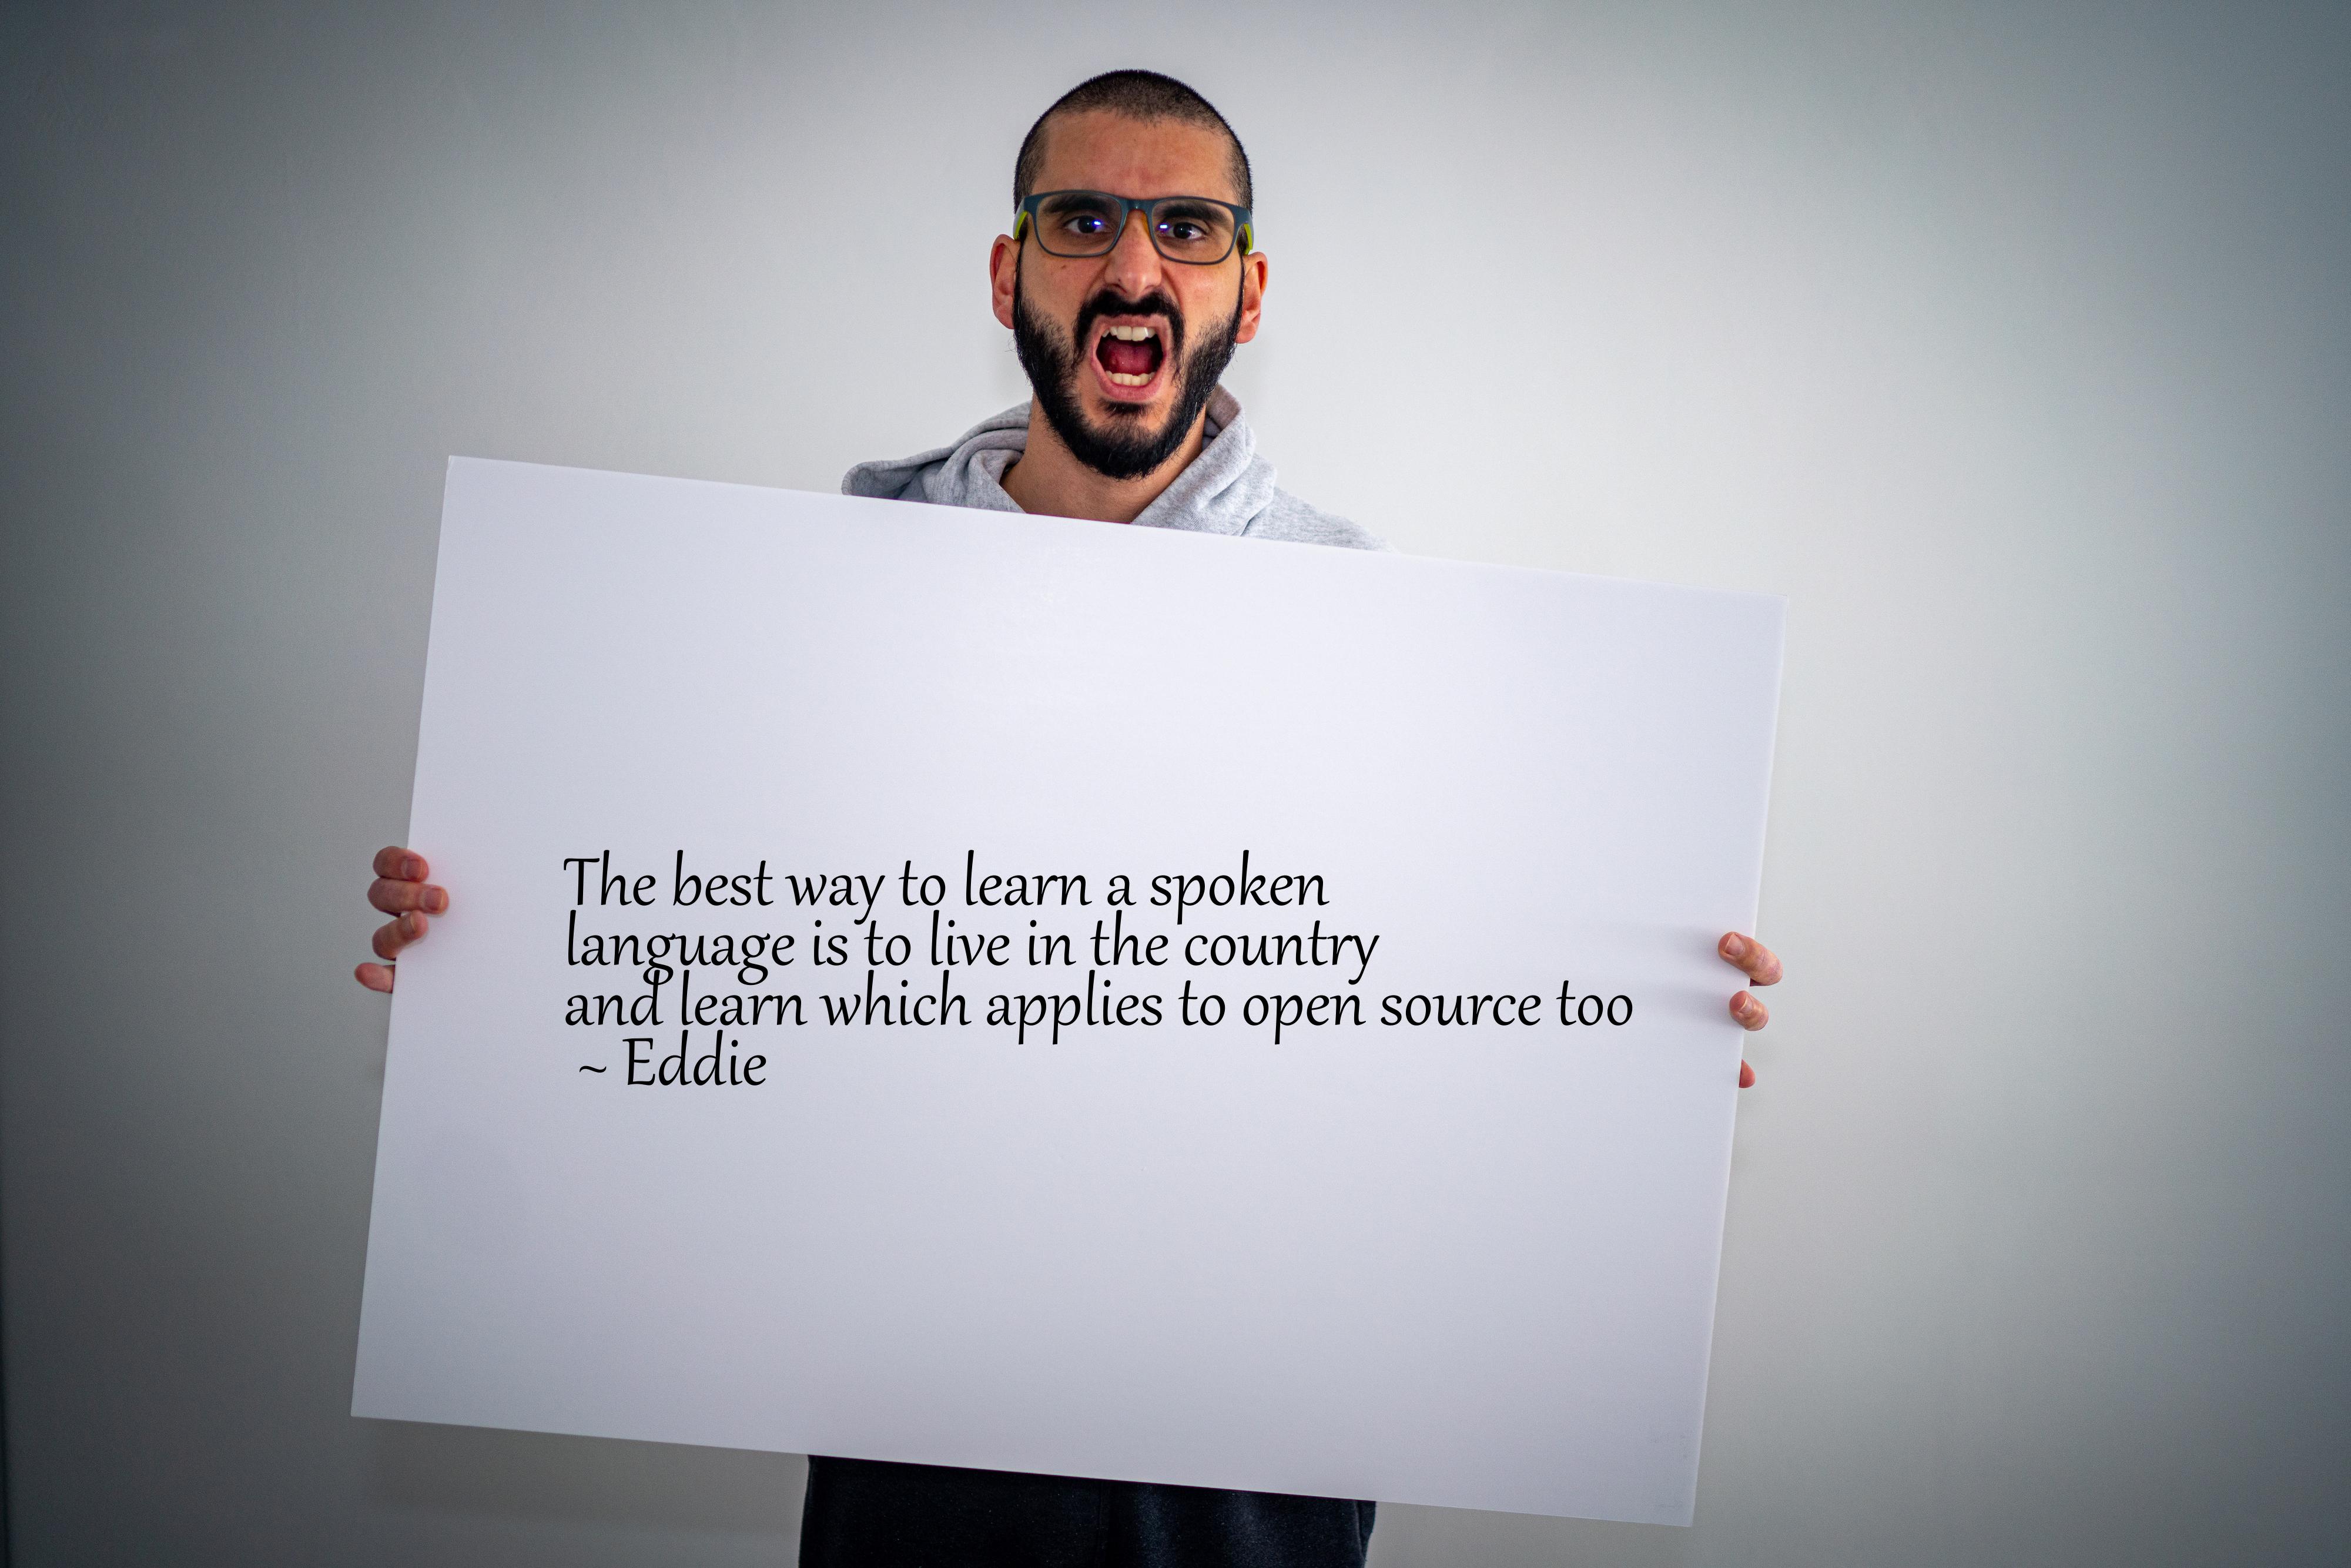 The best way to learn a spoken
language is to live in the country
and learn which applies to open source too
~ Eddie